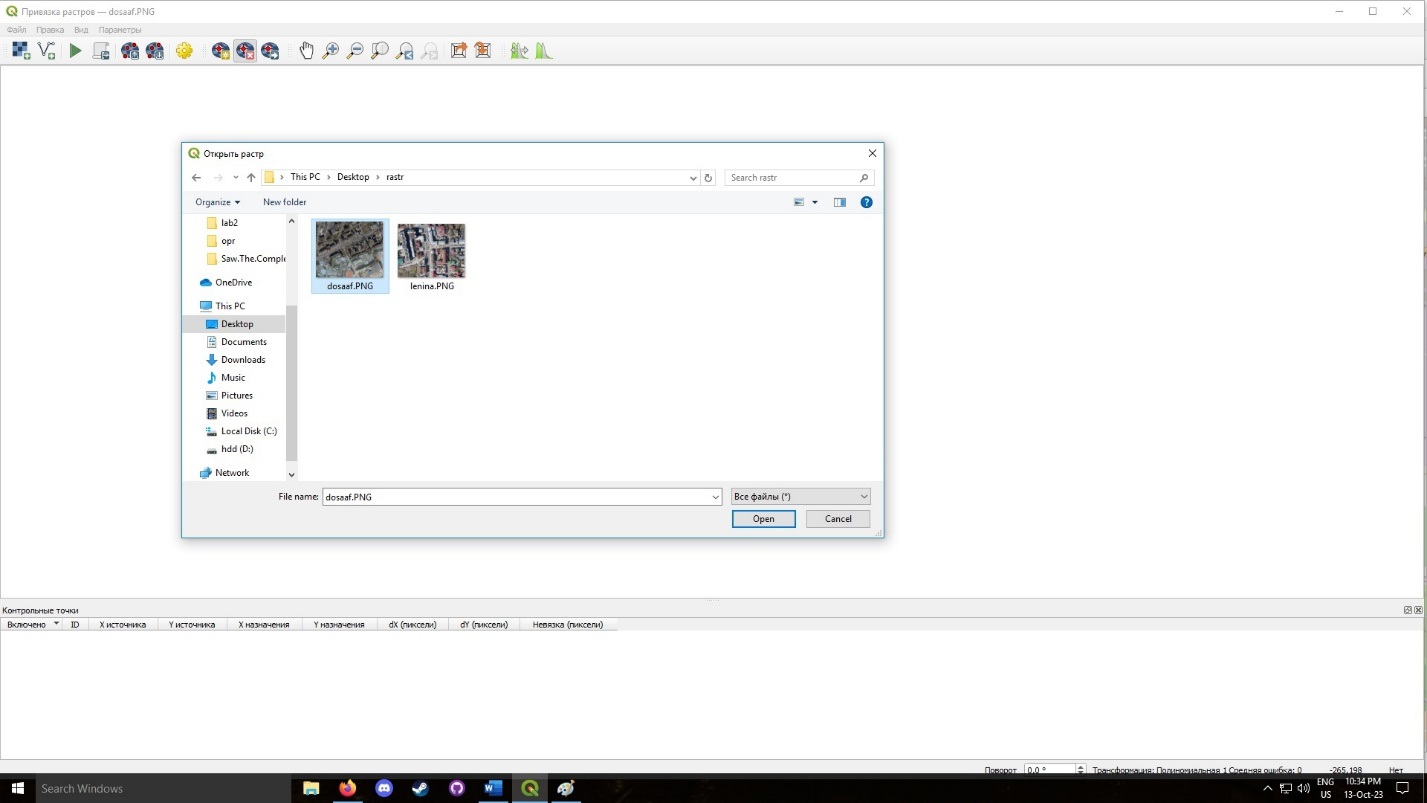 Привязка растров — dosaaf.PNG
Файл Правка Вид Параметры
Открыть растр
This PC > Desktop > rastr
Search rastr
Organize
New folder
lab2
opr
Saw.The.Comple
OneDrive
This PC
Desktop
Documents
Downloads
Music
Pictures
Videos
Local Disk (C:)
hdd (D:)
Network
dosaaf.PNG
lenina.PNG
File name: dosaaf.PNG
Все файлы (*)
Open
Cancel
Контрольные точки
Включено ID X источника Y источника X назначения Y назначения dX (пиксели) dY (пиксели) Невязка (пиксели)
Поворот 0,0 ° Трансформация: Полиномиальная 1 Средняя ошибка: 0 -265,198 Нет
Search Windows
ENG
US
10:34 PM
13-Oct-23